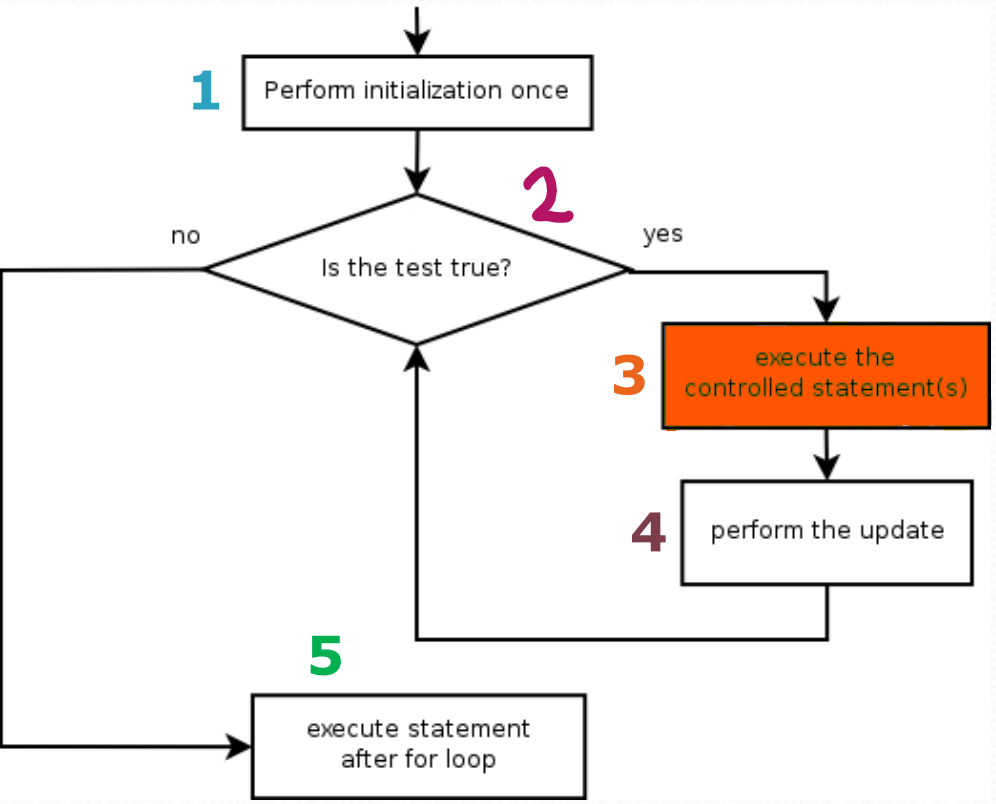 1
Perform initialization once
2
no
yes
Is the test true?
3
execute the
controlled statement(s)
4
perform the update
5
execute statement
after for loop